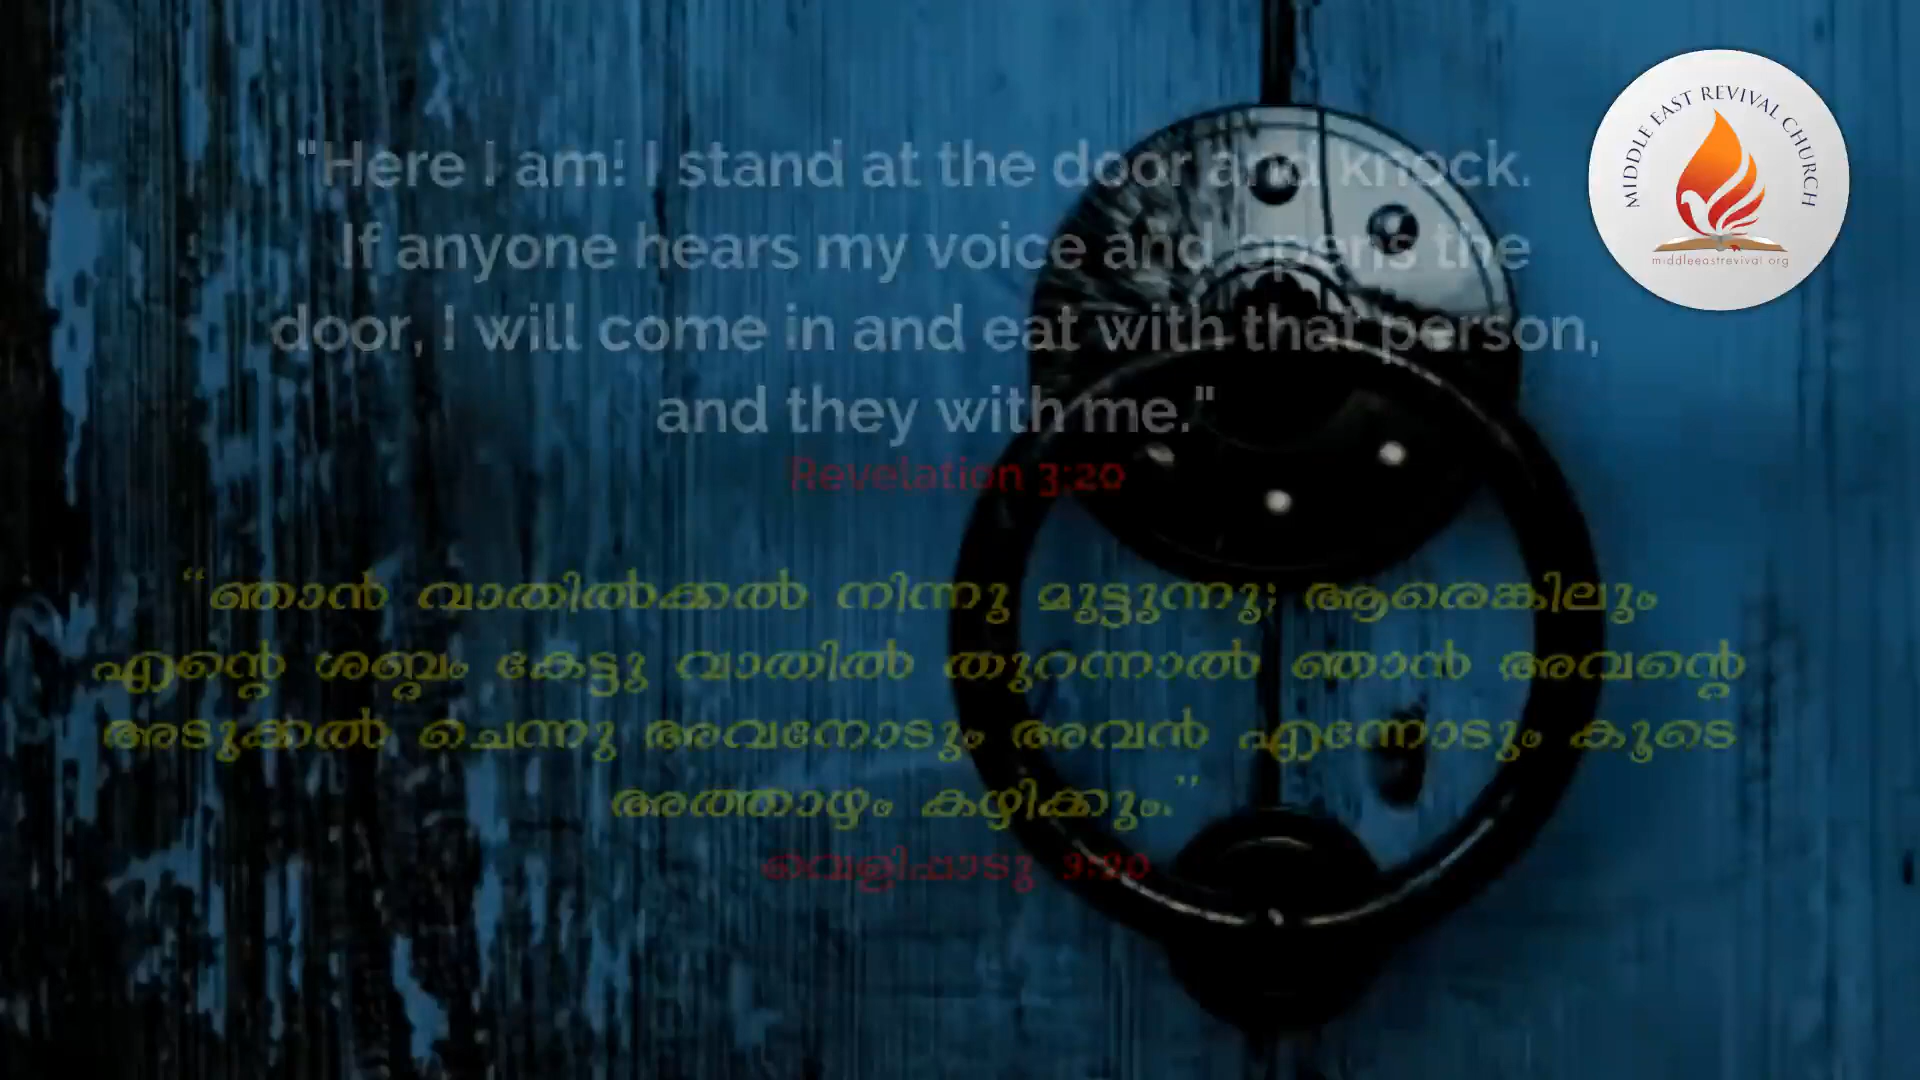 "Here I am! I stand at the door and knock.
If anyone hears my voice and opens the
door, I will come in and eat with that person,
and they with me."
Revelation 3:20
“ഞാൻ വാതിൽക്കൽ നിന്നു മുട്ടുന്നു; ആരെങ്കിലും
എന്റെ ശബ്ദം കേട്ടു വാതിൽ തുറന്നാൽ ഞാൻ അവന്റെ
അടുക്കൽ ചെന്നു അവനോടും അവൻ എന്നോടും കൂടെ
അത്താഴം കഴിക്കും.”
വെളിപ്പാടു 3:20
MIDDLE EAST REVIVAL CHURCH
middleeastrevival.org